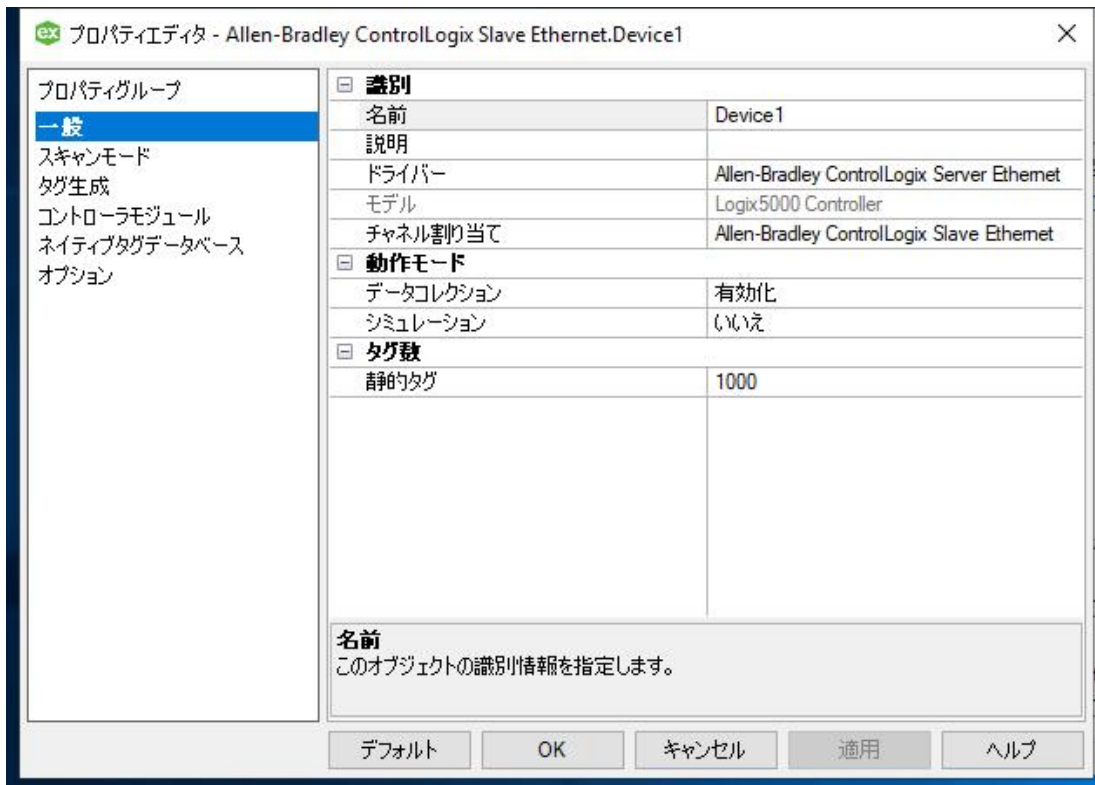 ex プロパティエディタ - Allen-Bradley ControlLogix Slave Ethernet.Device1
プロパティグループ
一般
スキャンモード
タグ生成
コントローラモジュール
ネイティブタグデータベース
オプション
識別
名前 Device1
説明
ドライバー Allen-Bradley ControlLogix Server Ethernet
モデル Logix5000 Controller
チャネル割り当て Allen-Bradley ControlLogix Slave Ethernet
動作モード
データコレクション 有効化
シミュレーション いいえ
タグ数
静的タグ 1000
名前
このオブジェクトの識別情報を指定します。
デフォルト OK キャンセル 適用 ヘルプ